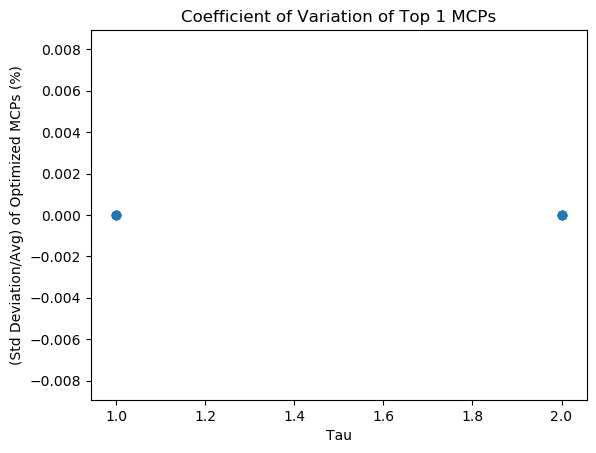 Coefficient of Variation of Top 1 MCPs
(Std Deviation/Avg) of Optimized MCPs (%)
0.008
0.006
0.004
0.002
0.000
−0.002
−0.004
−0.006
−0.008
1.0 1.2 1.4 1.6 1.8 2.0
Tau